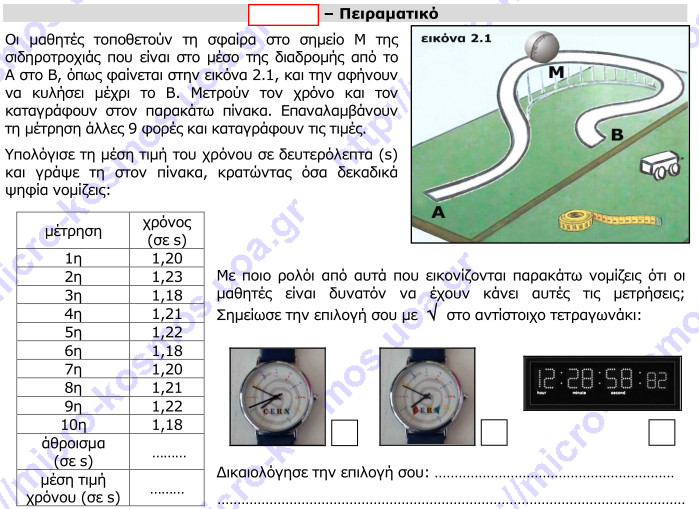 – Πειραματικό
Οι μαθητές τοποθετούν τη σφαίρα στο σημείο Μ της
σιδηροτροχιάς που είναι στο μέσο της διαδρομής από το
Α στο Β, όπως φαίνεται στην εικόνα 2.1, και την αφήνουν
να κυλήσει μέχρι το Β. Μετρούν τον χρόνο και τον
καταγράφουν στον παρακάτω πίνακα. Επαναλαμβάνουν
τη μέτρηση άλλες 9 φορές και καταγράφουν τις τιμές.
Υπολόγισε τη μέση τιμή του χρόνου σε δευτερόλεπτα (s)
και γράψε τη στον πίνακα, κρατώντας όσα δεκαδικά
ψηφία νομίζεις:
εικόνα 2.1
M
B
A
μέτρηση χρόνος (σε s)
1η 1,20
2η 1,23
3η 1,18
4η 1,21
5η 1,22
6η 1,18
7η 1,20
8η 1,21
9η 1,22
10η 1,18
άθροισμα (σε s) ………
μέση τιμή χρόνου (σε s) ………
Με ποιο ρολόι από αυτά που εικονίζονται παρακάτω νομίζεις ότι οι
μαθητές είναι δυνατόν να έχουν κάνει αυτές τις μετρήσεις;
Σημείωσε την επιλογή σου με √ στο αντίστοιχο τετραγωνάκι:
CERN
CERN
12:28:58:82
hour minute second
Δικαιολόγησε την επιλογή σου: ……………………………………………………
……………………………………………………………………………………………
//micro-kosmos.uoa.gr